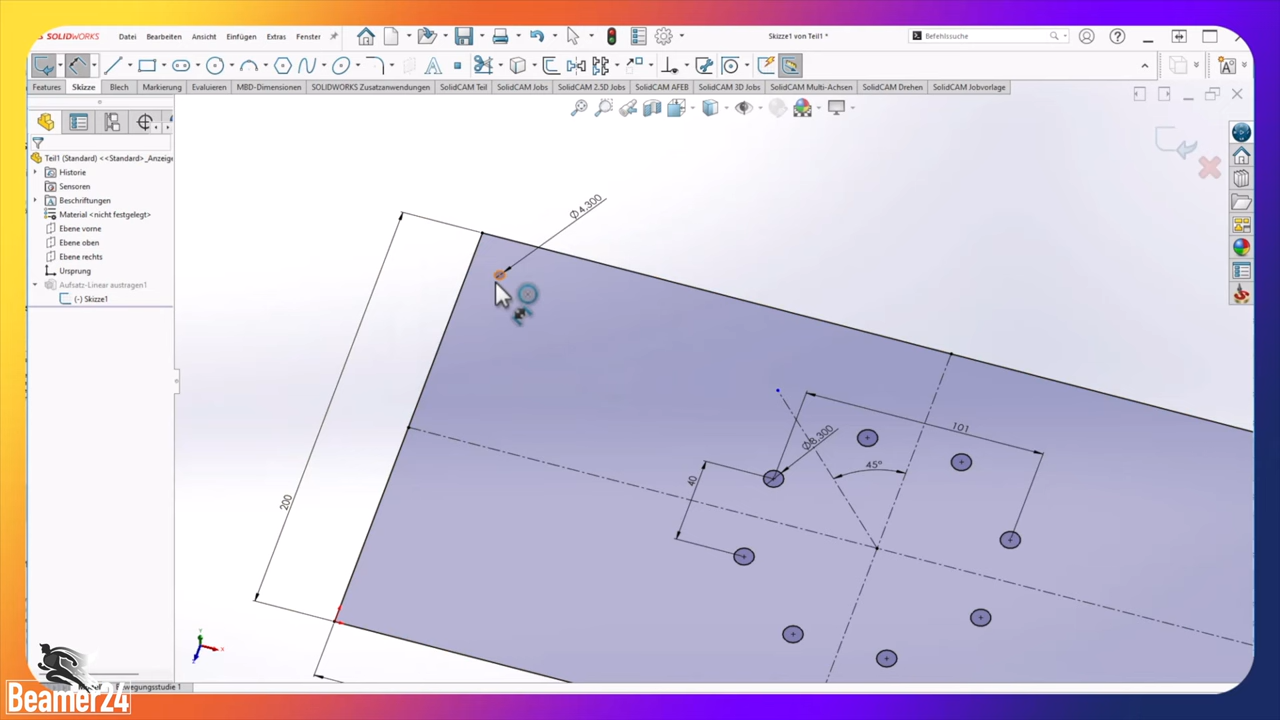 SOLIDWORKS
Datei
Bearbeiten
Ansicht
Einfügen
Extras
Fenster
Skizze1 von Teil1 *
Befehlssuche
Features
Skizze
Blech
Markierung
Evaluieren
MBD-Dimensionen
SOLIDWORKS Zusatzanwendungen
SolidCAM Teil
SolidCAM Jobs
SolidCAM 2.5D Jobs
SolidCAM AFEB
SolidCAM 3D Jobs
SolidCAM Multi-Achsen
SolidCAM Drehen
SolidCAM Jobvorlage
Teil1 (Standard) <<Standard>_Anzeige
Historie
Sensoren
Beschriftungen
Material <nicht festgelegt>
Ebene vorne
Ebene oben
Ebene rechts
Ursprung
Aufsatz-Linear austragen1
(-) Skizze1
∅4,300
200
∅8,300
101
45°
40
Bewegungsstudie 1
Beamer24